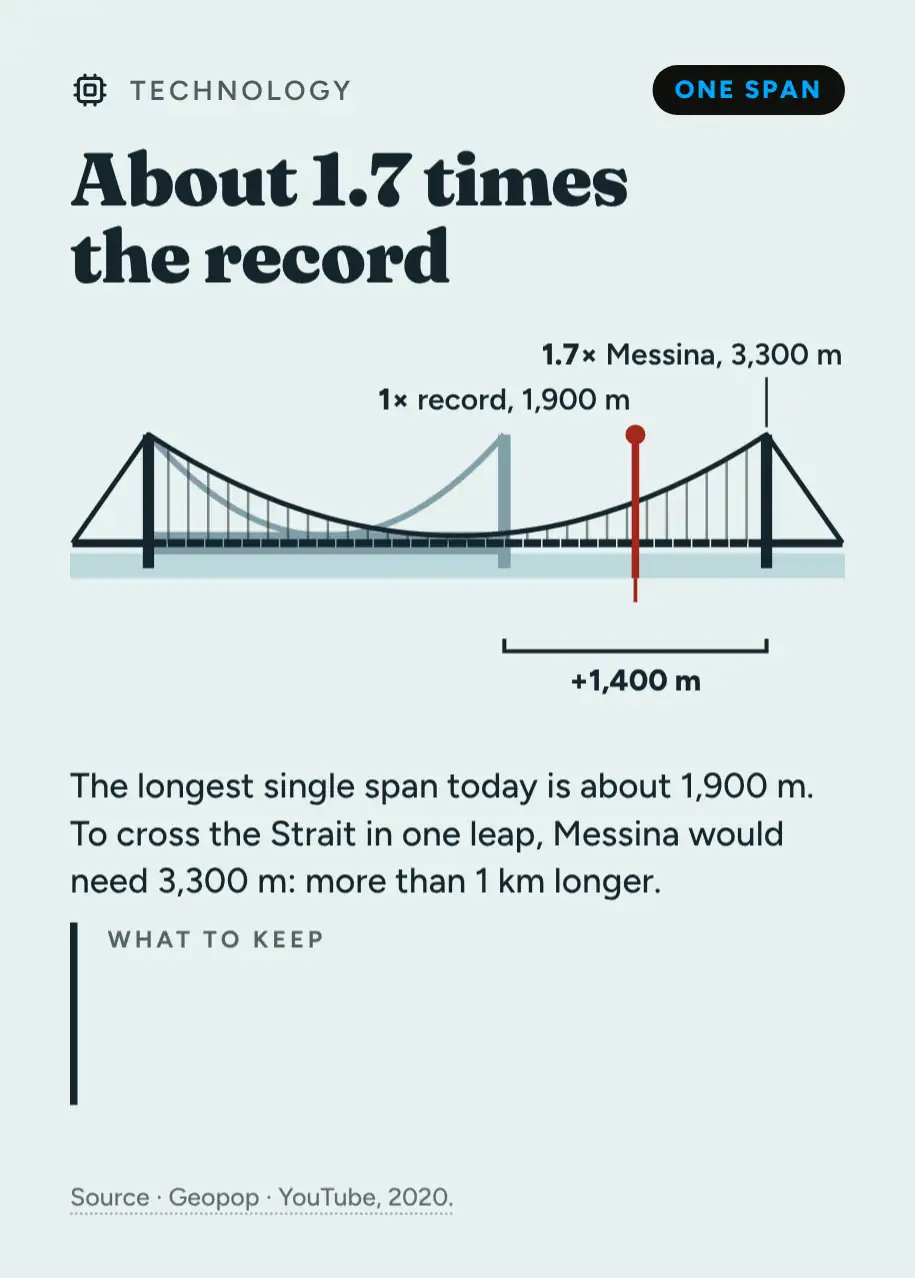 TECHNOLOGY
ONE SPAN
About 1.7 times
the record
1.7× Messina, 3,300 m
1× record, 1,900 m
+1,400 m
The longest single span today is about 1,900 m.
To cross the Strait in one leap, Messina would
need 3,300 m: more than 1 km longer.
WHAT TO KEEP
Source · Geopop · YouTube, 2020.